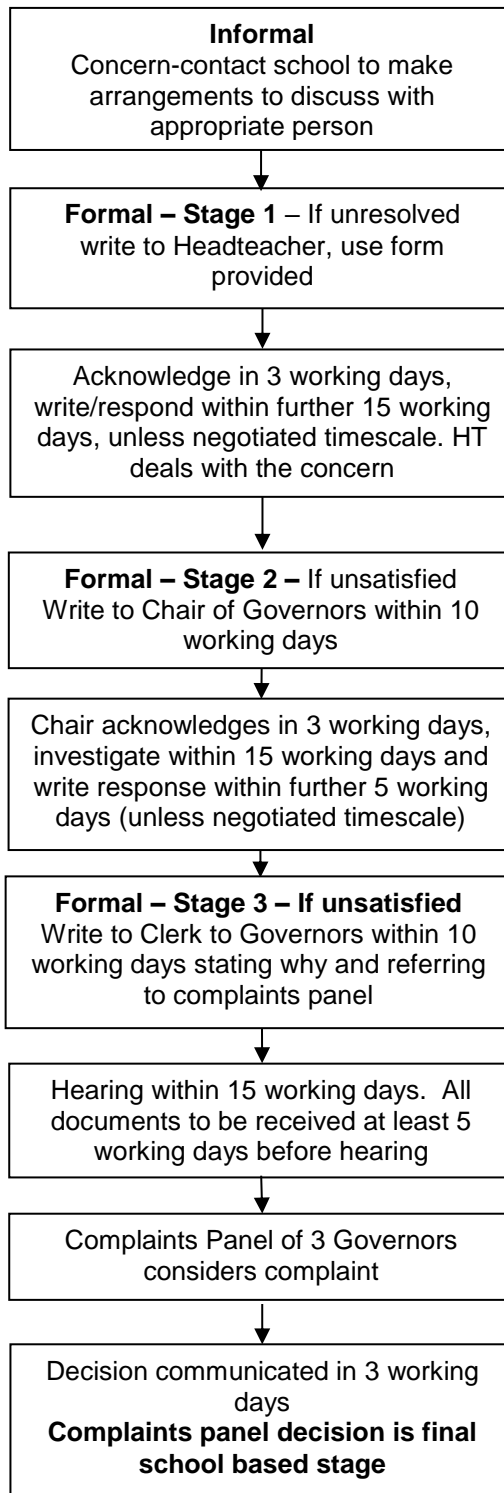 Informal
Concern-contact school to make
arrangements to discuss with
appropriate person
Formal – Stage 1 – If unresolved
write to Headteacher, use form
provided
Acknowledge in 3 working days,
write/respond within further 15 working
days, unless negotiated timescale. HT
deals with the concern
Formal – Stage 2 – If unsatisfied
Write to Chair of Governors within 10
working days
Chair acknowledges in 3 working days,
investigate within 15 working days and
write response within further 5 working
days (unless negotiated timescale)
Formal – Stage 3 – If unsatisfied
Write to Clerk to Governors within 10
working days stating why and referring
to complaints panel
Hearing within 15 working days.  All
documents to be received at least 5
working days before hearing
Complaints Panel of 3 Governors
considers complaint
Decision communicated in 3 working
days
Complaints panel decision is final
school based stage